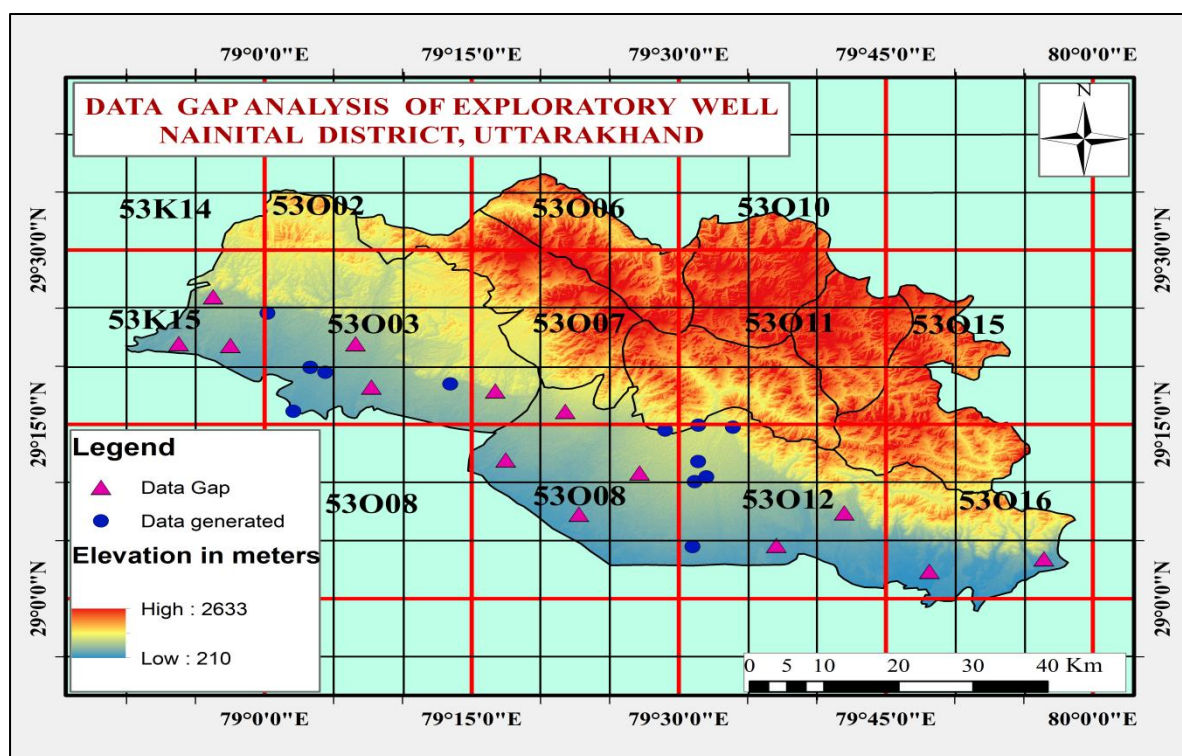 79°0'0"E 79°15'0"E 79°30'0"E 79°45'0"E 80°0'0"E
DATA GAP ANALYSIS OF EXPLORATORY WELL
NAINITAL DISTRICT, UTTARAKHAND
N
53K14 53O02 53O06 53O10
29°30'0"N 29°30'0"N
53K15 53O03 53O07 53O11 53O15
29°15'0"N 29°15'0"N
53O08 53O08 53O12 53O16
29°0'0"N 29°0'0"N
Legend
Data Gap
Data generated
Elevation in meters
High : 2633
Low : 210
0 4 5 10 20 30 40 Km
79°0'0"E 79°15'0"E 79°30'0"E 79°45'0"E 80°0'0"E